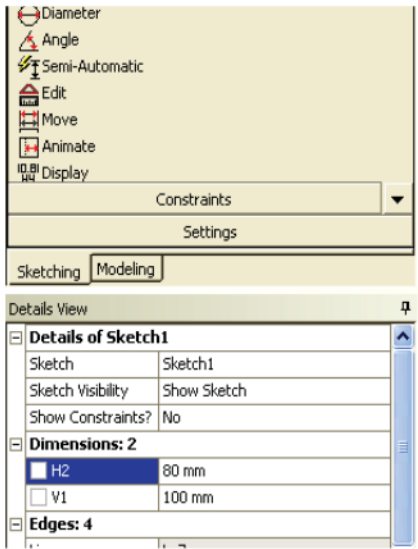 Diameter
Angle
Semi-Automatic
Edit
Move
Animate
Display
Constraints
Settings
Sketching Modeling
Details View
Details of Sketch1
Sketch Sketch1
Sketch Visibility Show Sketch
Show Constraints? No
Dimensions: 2
H2 80 mm
V1 100 mm
Edges: 4